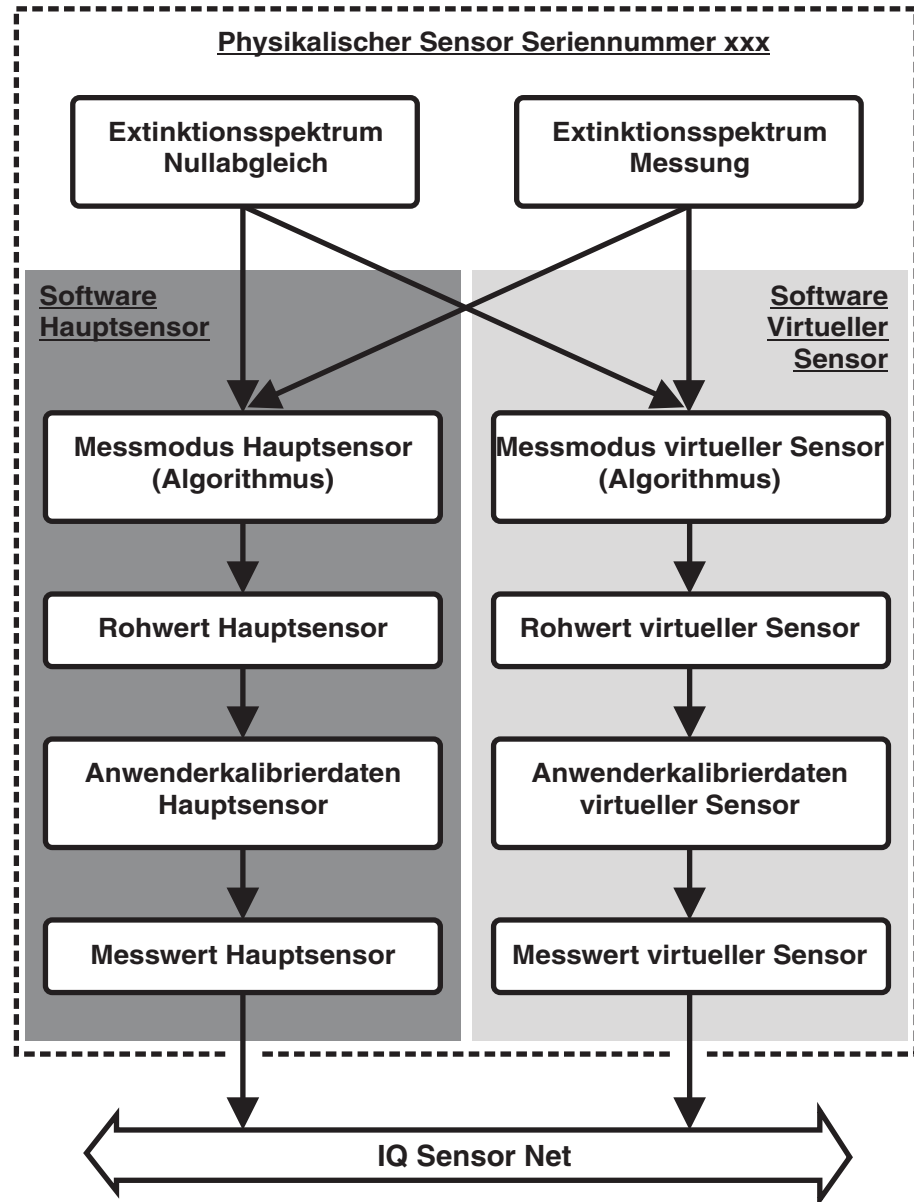 Physikalischer Sensor Seriennummer xxx
Extinktionsspektrum
Nullabgleich
Extinktionsspektrum
Messung
Software
Hauptsensor
Software
Virtueller
Sensor
Messmodus Hauptsensor
(Algorithmus)
Messmodus virtueller Sensor
(Algorithmus)
Rohwert Hauptsensor
Rohwert virtueller Sensor
Anwenderkalibrierdaten
Hauptsensor
Anwenderkalibrierdaten
virtueller Sensor
Messwert Hauptsensor
Messwert virtueller Sensor
IQ Sensor Net